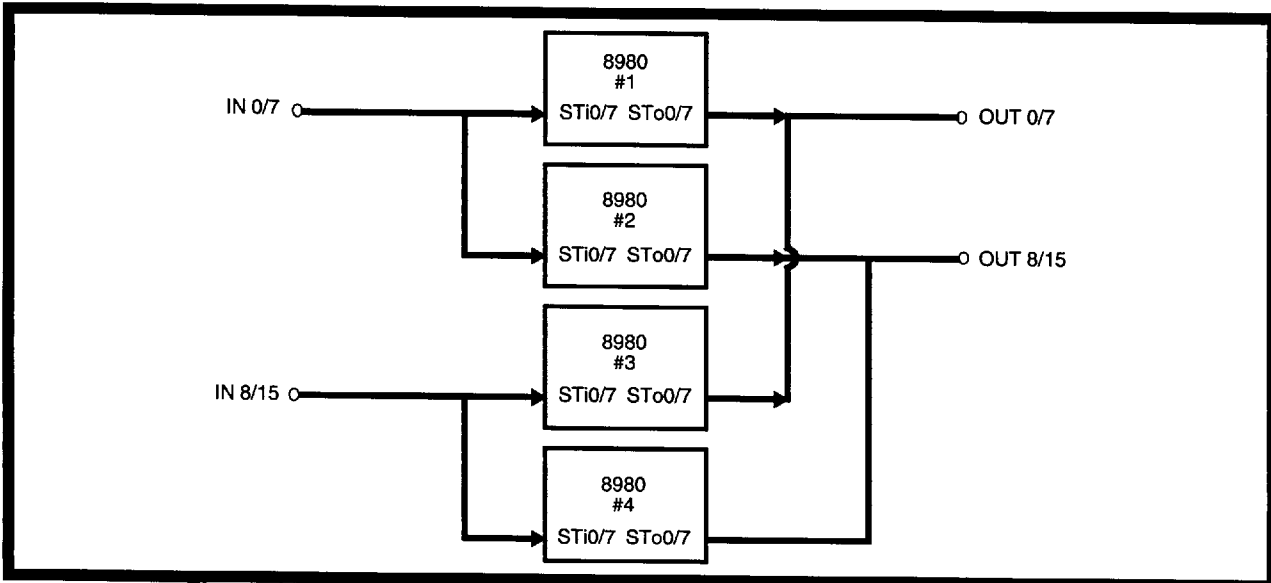 8980
#1
IN 0/7
STi0/7 STo0/7
OUT 0/7
8980
#2
STi0/7 STo0/7
OUT 8/15
8980
#3
IN 8/15
STi0/7 STo0/7
8980
#4
STi0/7 STo0/7